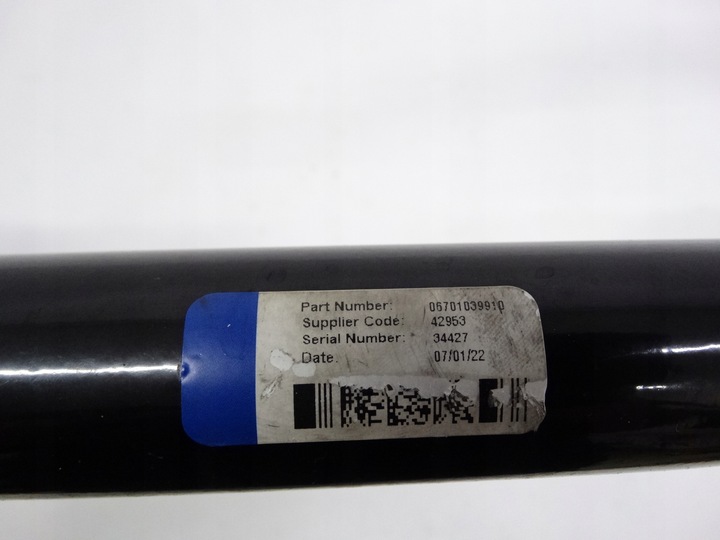 Part Number: 06701039910
Supplier Code: 42953
Serial Number: 34427
Date: 07/01/22